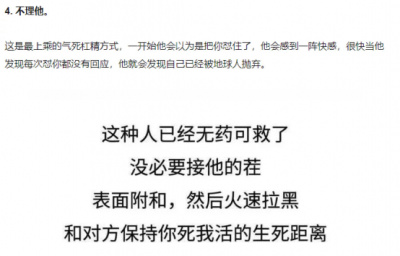 4. 不理他。
这是最上乘的气死杠精方式，一开始他会以为是把你怼住了，他会感到一阵快感，很快当他
发现每次怼你都没有回应，他就会发现自己已经被地球人抛弃。
这种人已经无药可救了
没必要接他的茬
表面附和，然后火速拉黑
和对方保持你死我活的生死距离